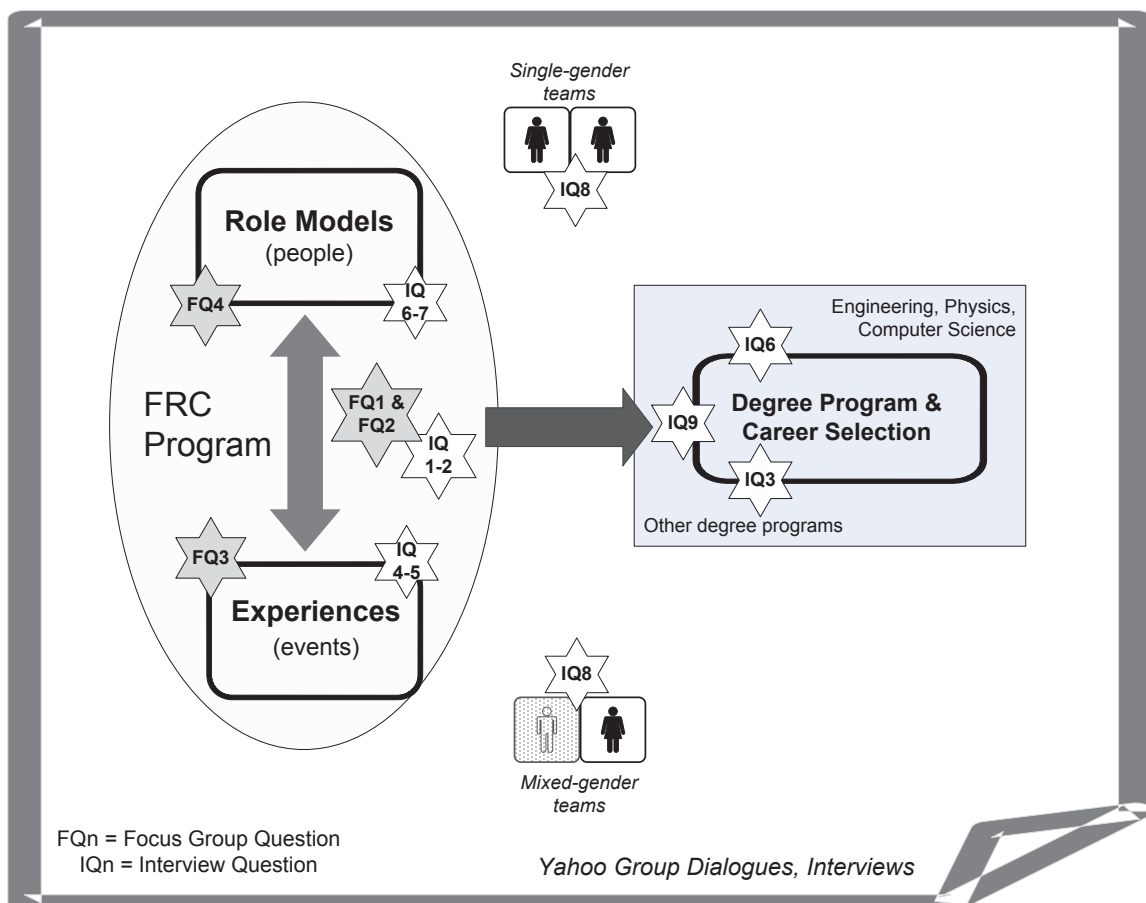 Single-gender
teams
IQ8
Role Models
(people)
FQ4
IQ
6-7
FRC
Program
FQ1 &
FQ2
IQ
1-2
FQ3
IQ
4-5
Experiences
(events)
Engineering, Physics,
Computer Science
IQ6
IQ9
Degree Program &
Career Selection
IQ3
Other degree programs
IQ8
Mixed-gender
teams
FQn = Focus Group Question
IQn = Interview Question
Yahoo Group Dialogues, Interviews